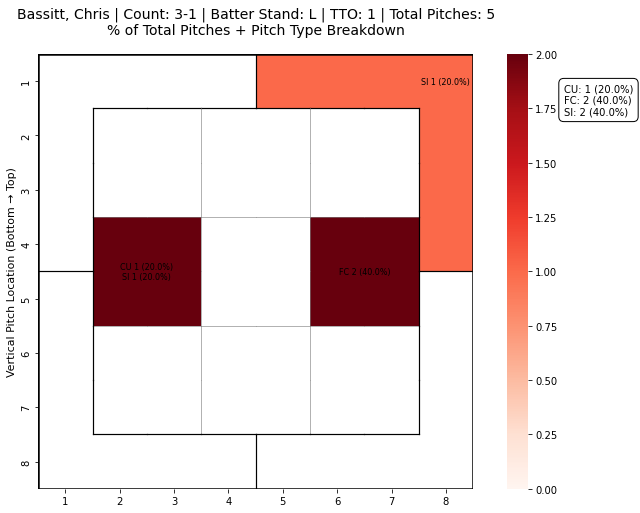 Bassitt, Chris | Count: 3-1 | Batter Stand: L | TTO: 1 | Total Pitches: 5
% of Total Pitches + Pitch Type Breakdown
SI 1 (20.0%)
CU 1 (20.0%)
SI 1 (20.0%)
FC 2 (40.0%)
Vertical Pitch Location (Bottom → Top)
1
2
3
4
5
6
7
8
1 2 3 4 5 6 7 8
2.00
1.75
1.50
1.25
1.00
0.75
0.50
0.25
0.00
CU: 1 (20.0%)
FC: 2 (40.0%)
SI: 2 (40.0%)